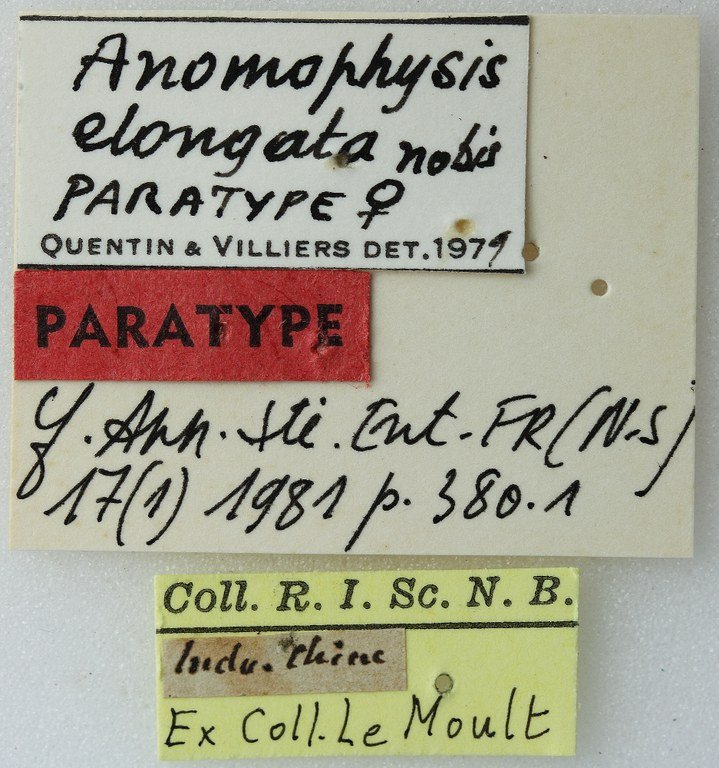 Anomophysis
elongata nobis
PARATYPE ♀
QUENTIN & VILLIERS DET. 1979
PARATYPE
cf. Ann. Sté. Ent. FR (N-S)
17(1) 1981 p. 380.1
Coll. R. I. Sc. N. B.
Indo. Chine
Ex Coll. Le Moult